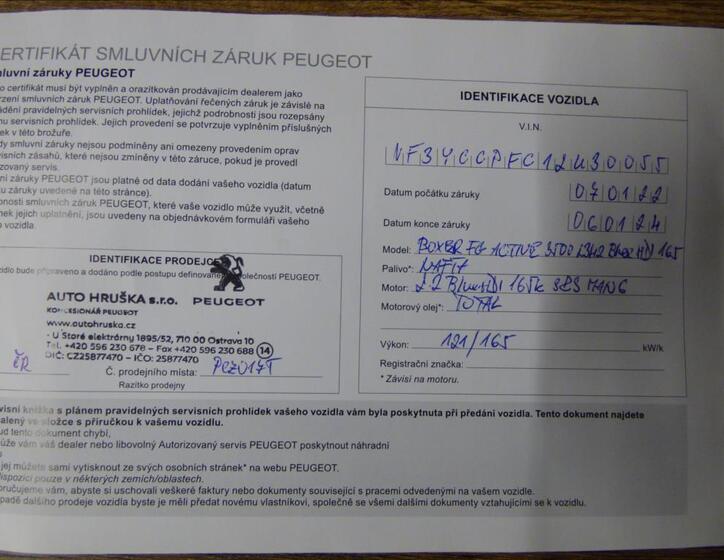 ERTIFIKÁT SMLUVNÍCH ZÁRUK PEUGEOT
mluvní záruky PEUGEOT
o certifikát musí být vyplněn a orazítkován prodávajícím dealerem jako
rzení smluvních záruk PEUGEOT. Uplatňování řečených záruk je závislé na
ádění pravidelných servisních prohlídek, jejichž podrobnosti jsou rozepsány
nu servisních prohlídek. Jejich provedení se potvrzuje vyplněním příslušných
ek v této brožuře.
dy smluvní záruky nejsou podmíněny ani omezeny provedením oprav
visních zásahů, které nejsou zmíněny v této záruce, pokud je provedl
izovaný servis.
ní záruky PEUGEOT jsou platné od data dodání vašeho vozidla (datum
ku záruky uvedené na této stránce).
bnosti smluvních záruk PEUGEOT, které vaše vozidlo může využít, včetně
nek jejich uplatnění, jsou uvedeny na objednávkovém formuláři vašeho
o vozidla.
IDENTIFIKACE PRODEJCE
zidlo bude připraveno a dodáno podle postupu definovaného společností PEUGEOT.
AUTO HRUŠKA s.r.o. PEUGEOT
KONCESIONÁŘ PEUGEOT
www.autohruska.cz
U Staré elektrárny 1895/52, 710 00 Ostrava 10
Tel. +420 596 230 678 – Fax +420 596 230 688 14
DIČ: CZ25877470 – IČO: 25877470
ČR Č. prodejního místa: PCZ017T
Razítko prodejny
IDENTIFIKACE VOZIDLA
V.I.N.
VF3YCCPFC12U30055
Datum počátku záruky 070122
Datum konce záruky 060124
Model: BOXER FG ACTIVE 3500 L3H2 BlueHDi 165
Palivo*: NAFTA
Motor: 2.2 BlueHDi 165k S&S MAN6
Motorový olej*: TOTAL
Výkon: 121/165 kW/k
Registrační značka:
* Závisí na motoru.
visní knížka s plánem pravidelných servisních prohlídek vašeho vozidla vám byla poskytnuta při předání vozidla. Tento dokument najdete
alený ve složce s příručkou k vašemu vozidlu.
ud tento dokument chybí,
ůže vám váš dealer nebo libovolný Autorizovaný servis PEUGEOT poskytnout náhradní
o
jej můžete sami vytisknout ze svých osobních stránek* na webu PEUGEOT.
dispozici pouze v některých zemích/oblastech.
oručujeme vám, abyste si uschovali veškeré faktury nebo dokumenty související s pracemi odvedenými na vašem vozidle.
ípadě dalšího prodeje vozidla byste je měli předat novému vlastníkovi, společně se všemi dalšími dokumenty vztahujícími se k vozidlu.